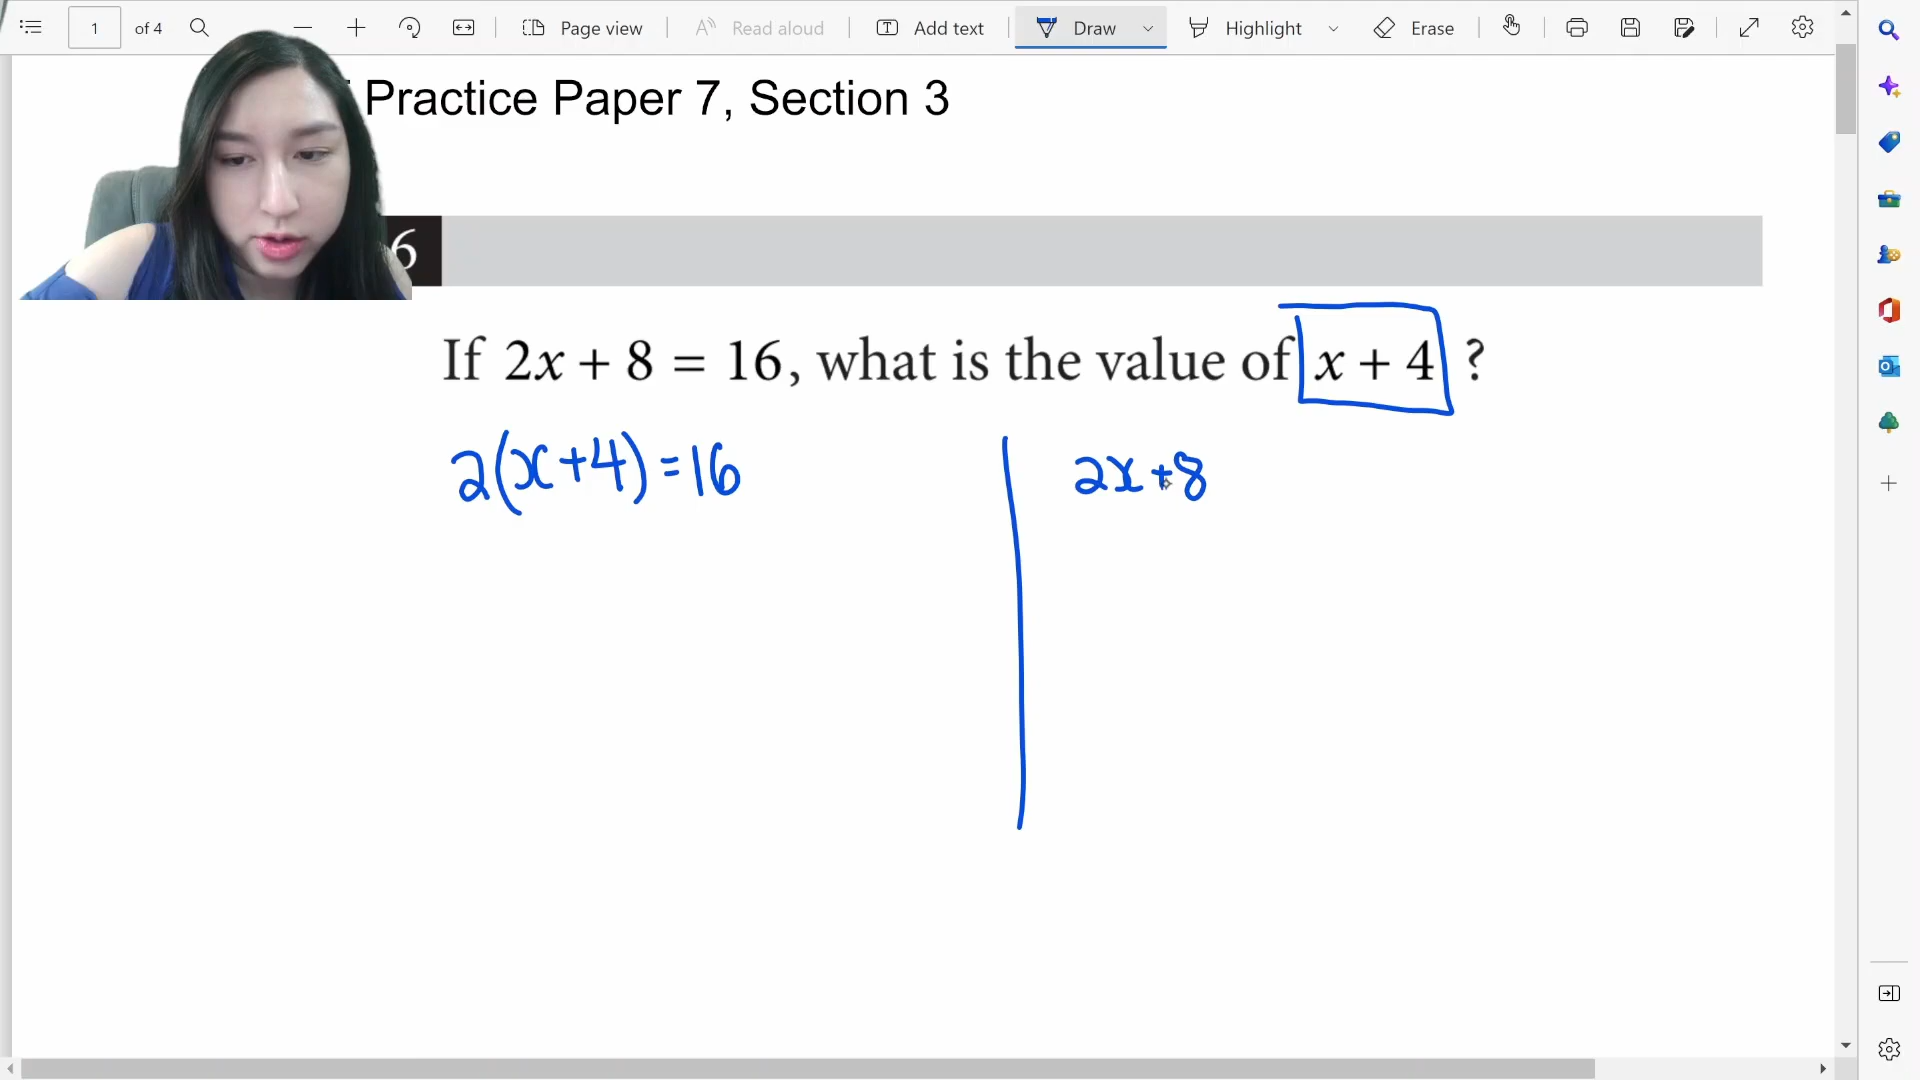 1 of 4 Page view Read aloud Add text Draw Highlight Erase
Practice Paper 7, Section 3
6
If 2x + 8 = 16, what is the value of x + 4 ?
2(x+4)=16
2x+8